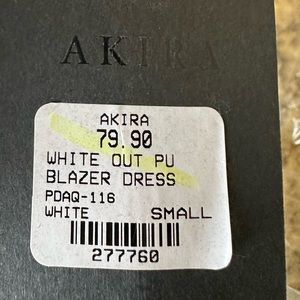 AKIRA
AKIRA
79.90
WHITE OUT PU
BLAZER DRESS
PDAQ-116
WHITE SMALL
277760